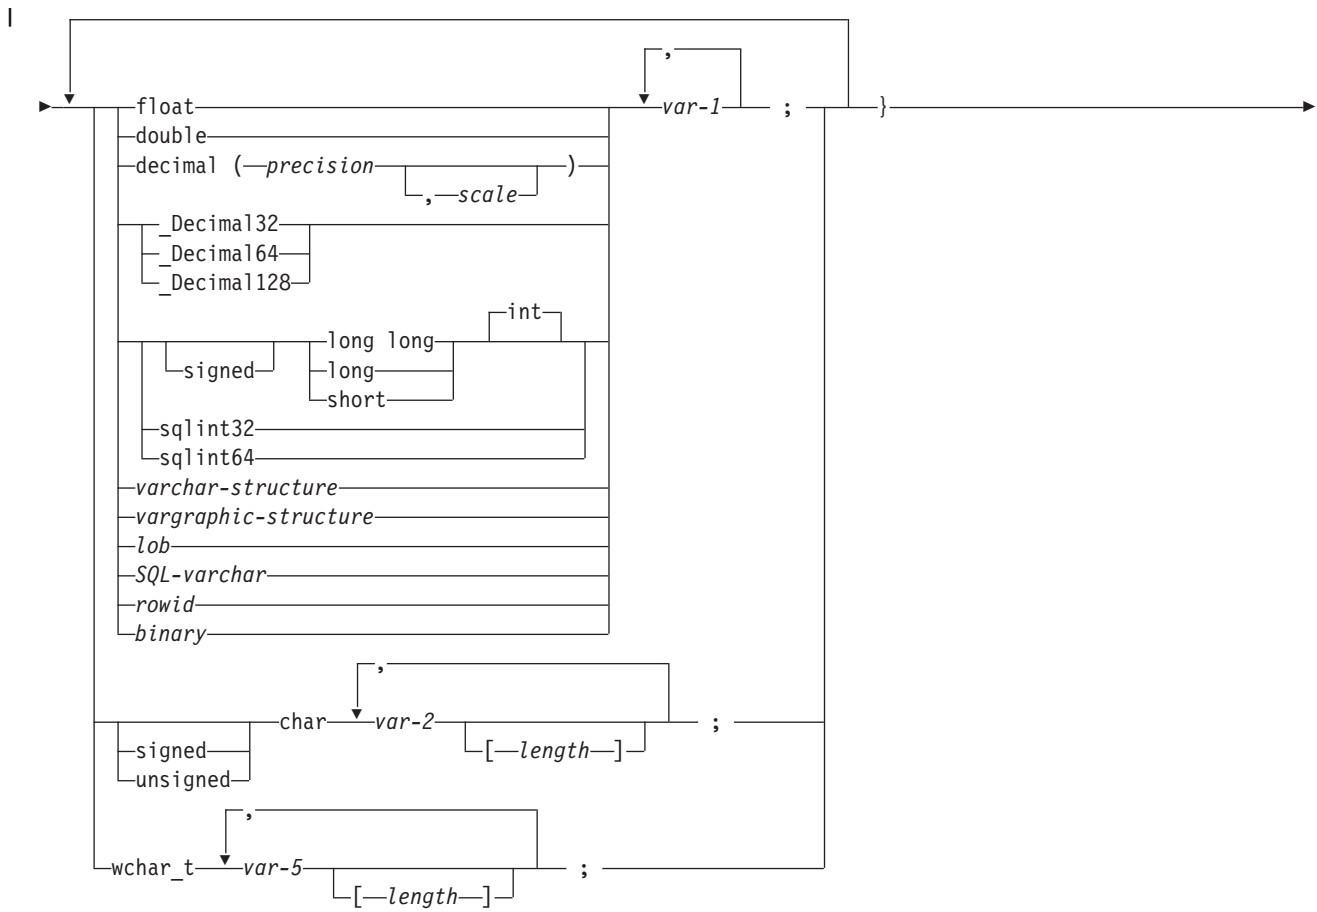 |
,
float var-1 ; }
double
decimal ( precision )
, scale
_Decimal32
_Decimal64
_Decimal128
int
long long
signed long
short
sqlint32
sqlint64
varchar-structure
vargraphic-structure
lob
SQL-varchar
rowid
binary
,
char var-2 ;
signed [ length ]
unsigned
,
wchar_t var-5 ;
[ length ]